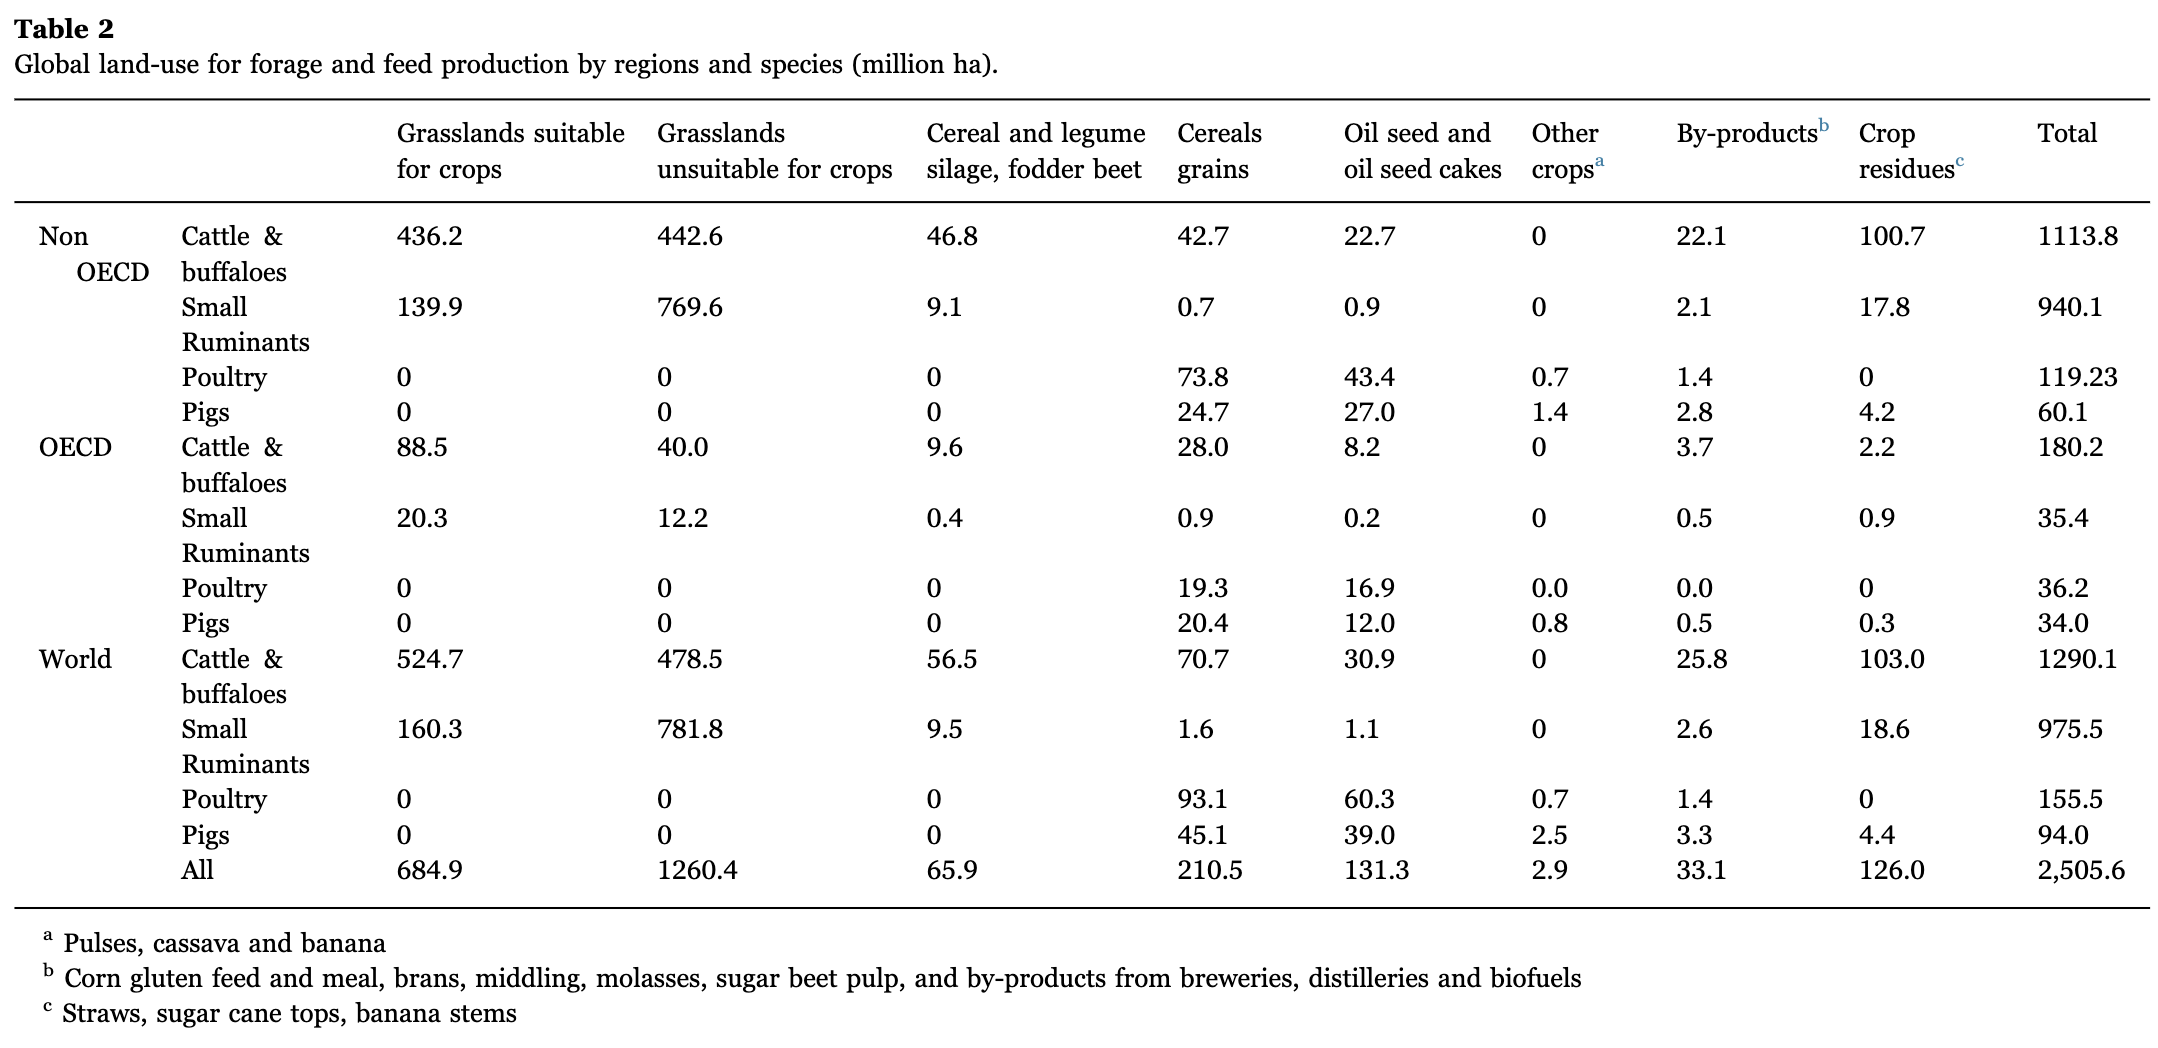 Table 2
Global land-use for forage and feed production by regions and species (million ha).
Grasslands suitable Grasslands Cereal and legume Cereals Oil seed and Other By-productsb Crop Total
for crops unsuitable for crops silage, fodder beet grains oil seed cakes cropsa residuesc
Non Cattle & 436.2 442.6 46.8 42.7 22.7 0 22.1 100.7 1113.8
OECD buffaloes
Small 139.9 769.6 9.1 0.7 0.9 0 2.1 17.8 940.1
Ruminants
Poultry 0 0 0 73.8 43.4 0.7 1.4 0 119.23
Pigs 0 0 0 24.7 27.0 1.4 2.8 4.2 60.1
OECD Cattle & 88.5 40.0 9.6 28.0 8.2 0 3.7 2.2 180.2
buffaloes
Small 20.3 12.2 0.4 0.9 0.2 0 0.5 0.9 35.4
Ruminants
Poultry 0 0 0 19.3 16.9 0.0 0.0 0 36.2
Pigs 0 0 0 20.4 12.0 0.8 0.5 0.3 34.0
World Cattle & 524.7 478.5 56.5 70.7 30.9 0 25.8 103.0 1290.1
buffaloes
Small 160.3 781.8 9.5 1.6 1.1 0 2.6 18.6 975.5
Ruminants
Poultry 0 0 0 93.1 60.3 0.7 1.4 0 155.5
Pigs 0 0 0 45.1 39.0 2.5 3.3 4.4 94.0
All 684.9 1260.4 65.9 210.5 131.3 2.9 33.1 126.0 2,505.6
a Pulses, cassava and banana
b Corn gluten feed and meal, brans, middling, molasses, sugar beet pulp, and by-products from breweries, distilleries and biofuels
c Straws, sugar cane tops, banana stems